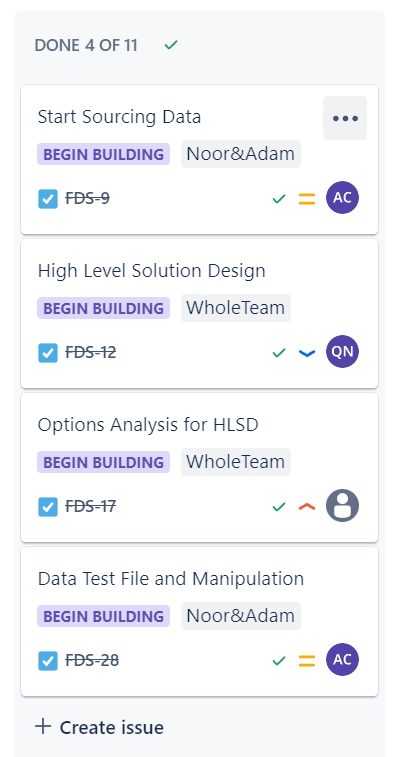 DONE 4 OF 11
Start Sourcing Data
BEGIN BUILDING Noor&Adam
FDS-9 AC
High Level Solution Design
BEGIN BUILDING WholeTeam
FDS-12 QN
Options Analysis for HLSD
BEGIN BUILDING WholeTeam
FDS-17
Data Test File and Manipulation
BEGIN BUILDING Noor&Adam
FDS-28 AC
+ Create issue